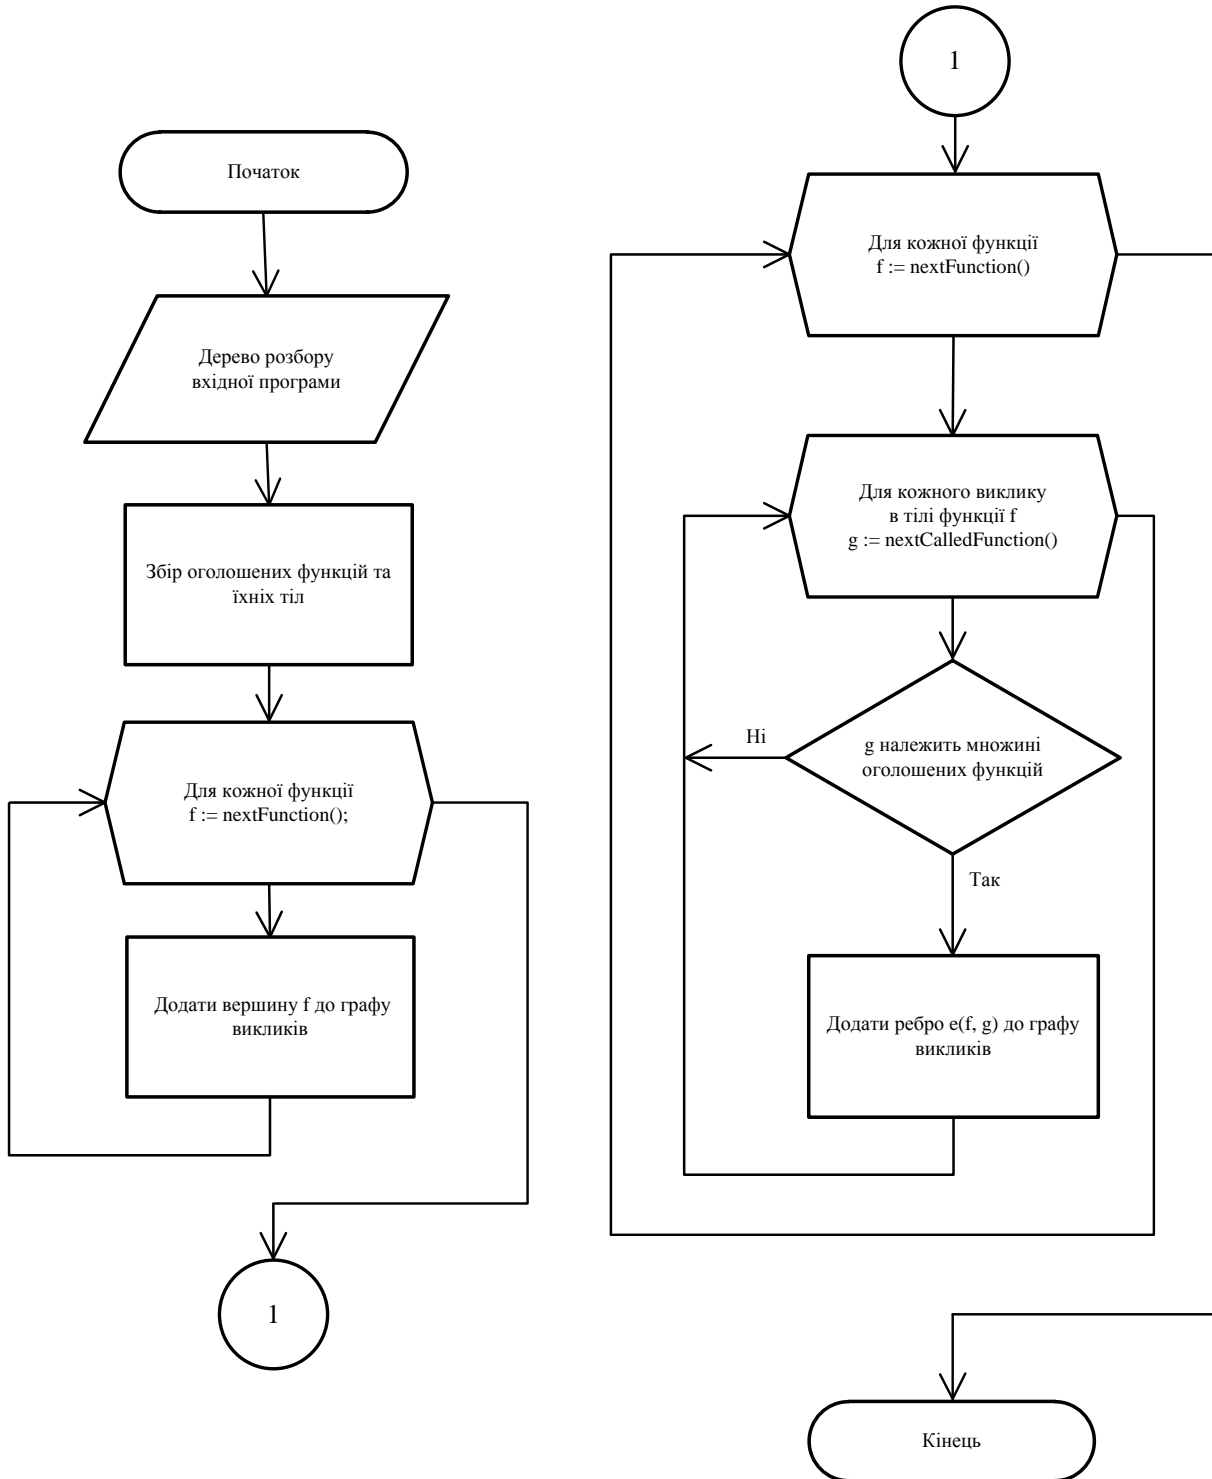 Початок
Дерево розбору
вхідної програми
Збір оголошених функцій та
їхніх тіл
Для кожної функції
f := nextFunction();
Додати вершину f до графу
викликів
1
1
Для кожної функції
f := nextFunction()
Для кожного виклику
в тілі функції f
g := nextCalledFunction()
Ні
g належить множині
оголошених функцій
Так
Додати ребро e(f, g) до графу
викликів
Кінець